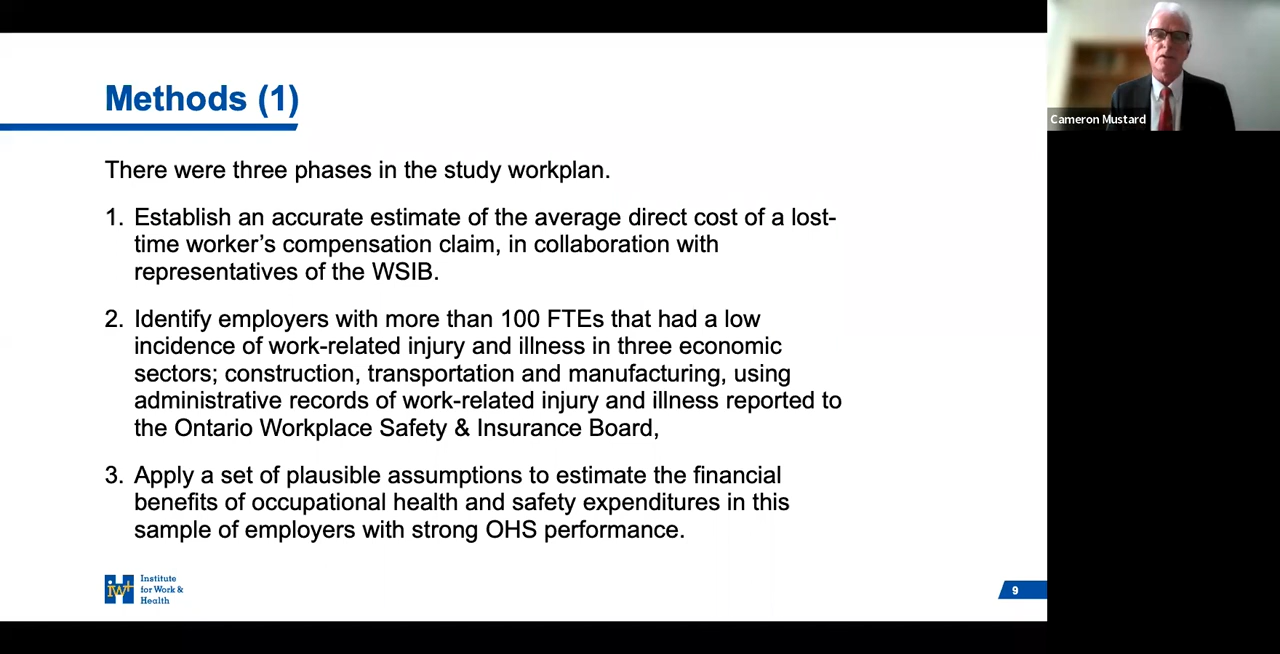 Methods (1)
There were three phases in the study workplan.
1. Establish an accurate estimate of the average direct cost of a lost-
time worker’s compensation claim, in collaboration with
representatives of the WSIB.
2. Identify employers with more than 100 FTEs that had a low
incidence of work-related injury and illness in three economic
sectors; construction, transportation and manufacturing, using
administrative records of work-related injury and illness reported to
the Ontario Workplace Safety & Insurance Board,
3. Apply a set of plausible assumptions to estimate the financial
benefits of occupational health and safety expenditures in this
sample of employers with strong OHS performance.
iw+
Institute
for Work &
Health
9
Cameron Mustard